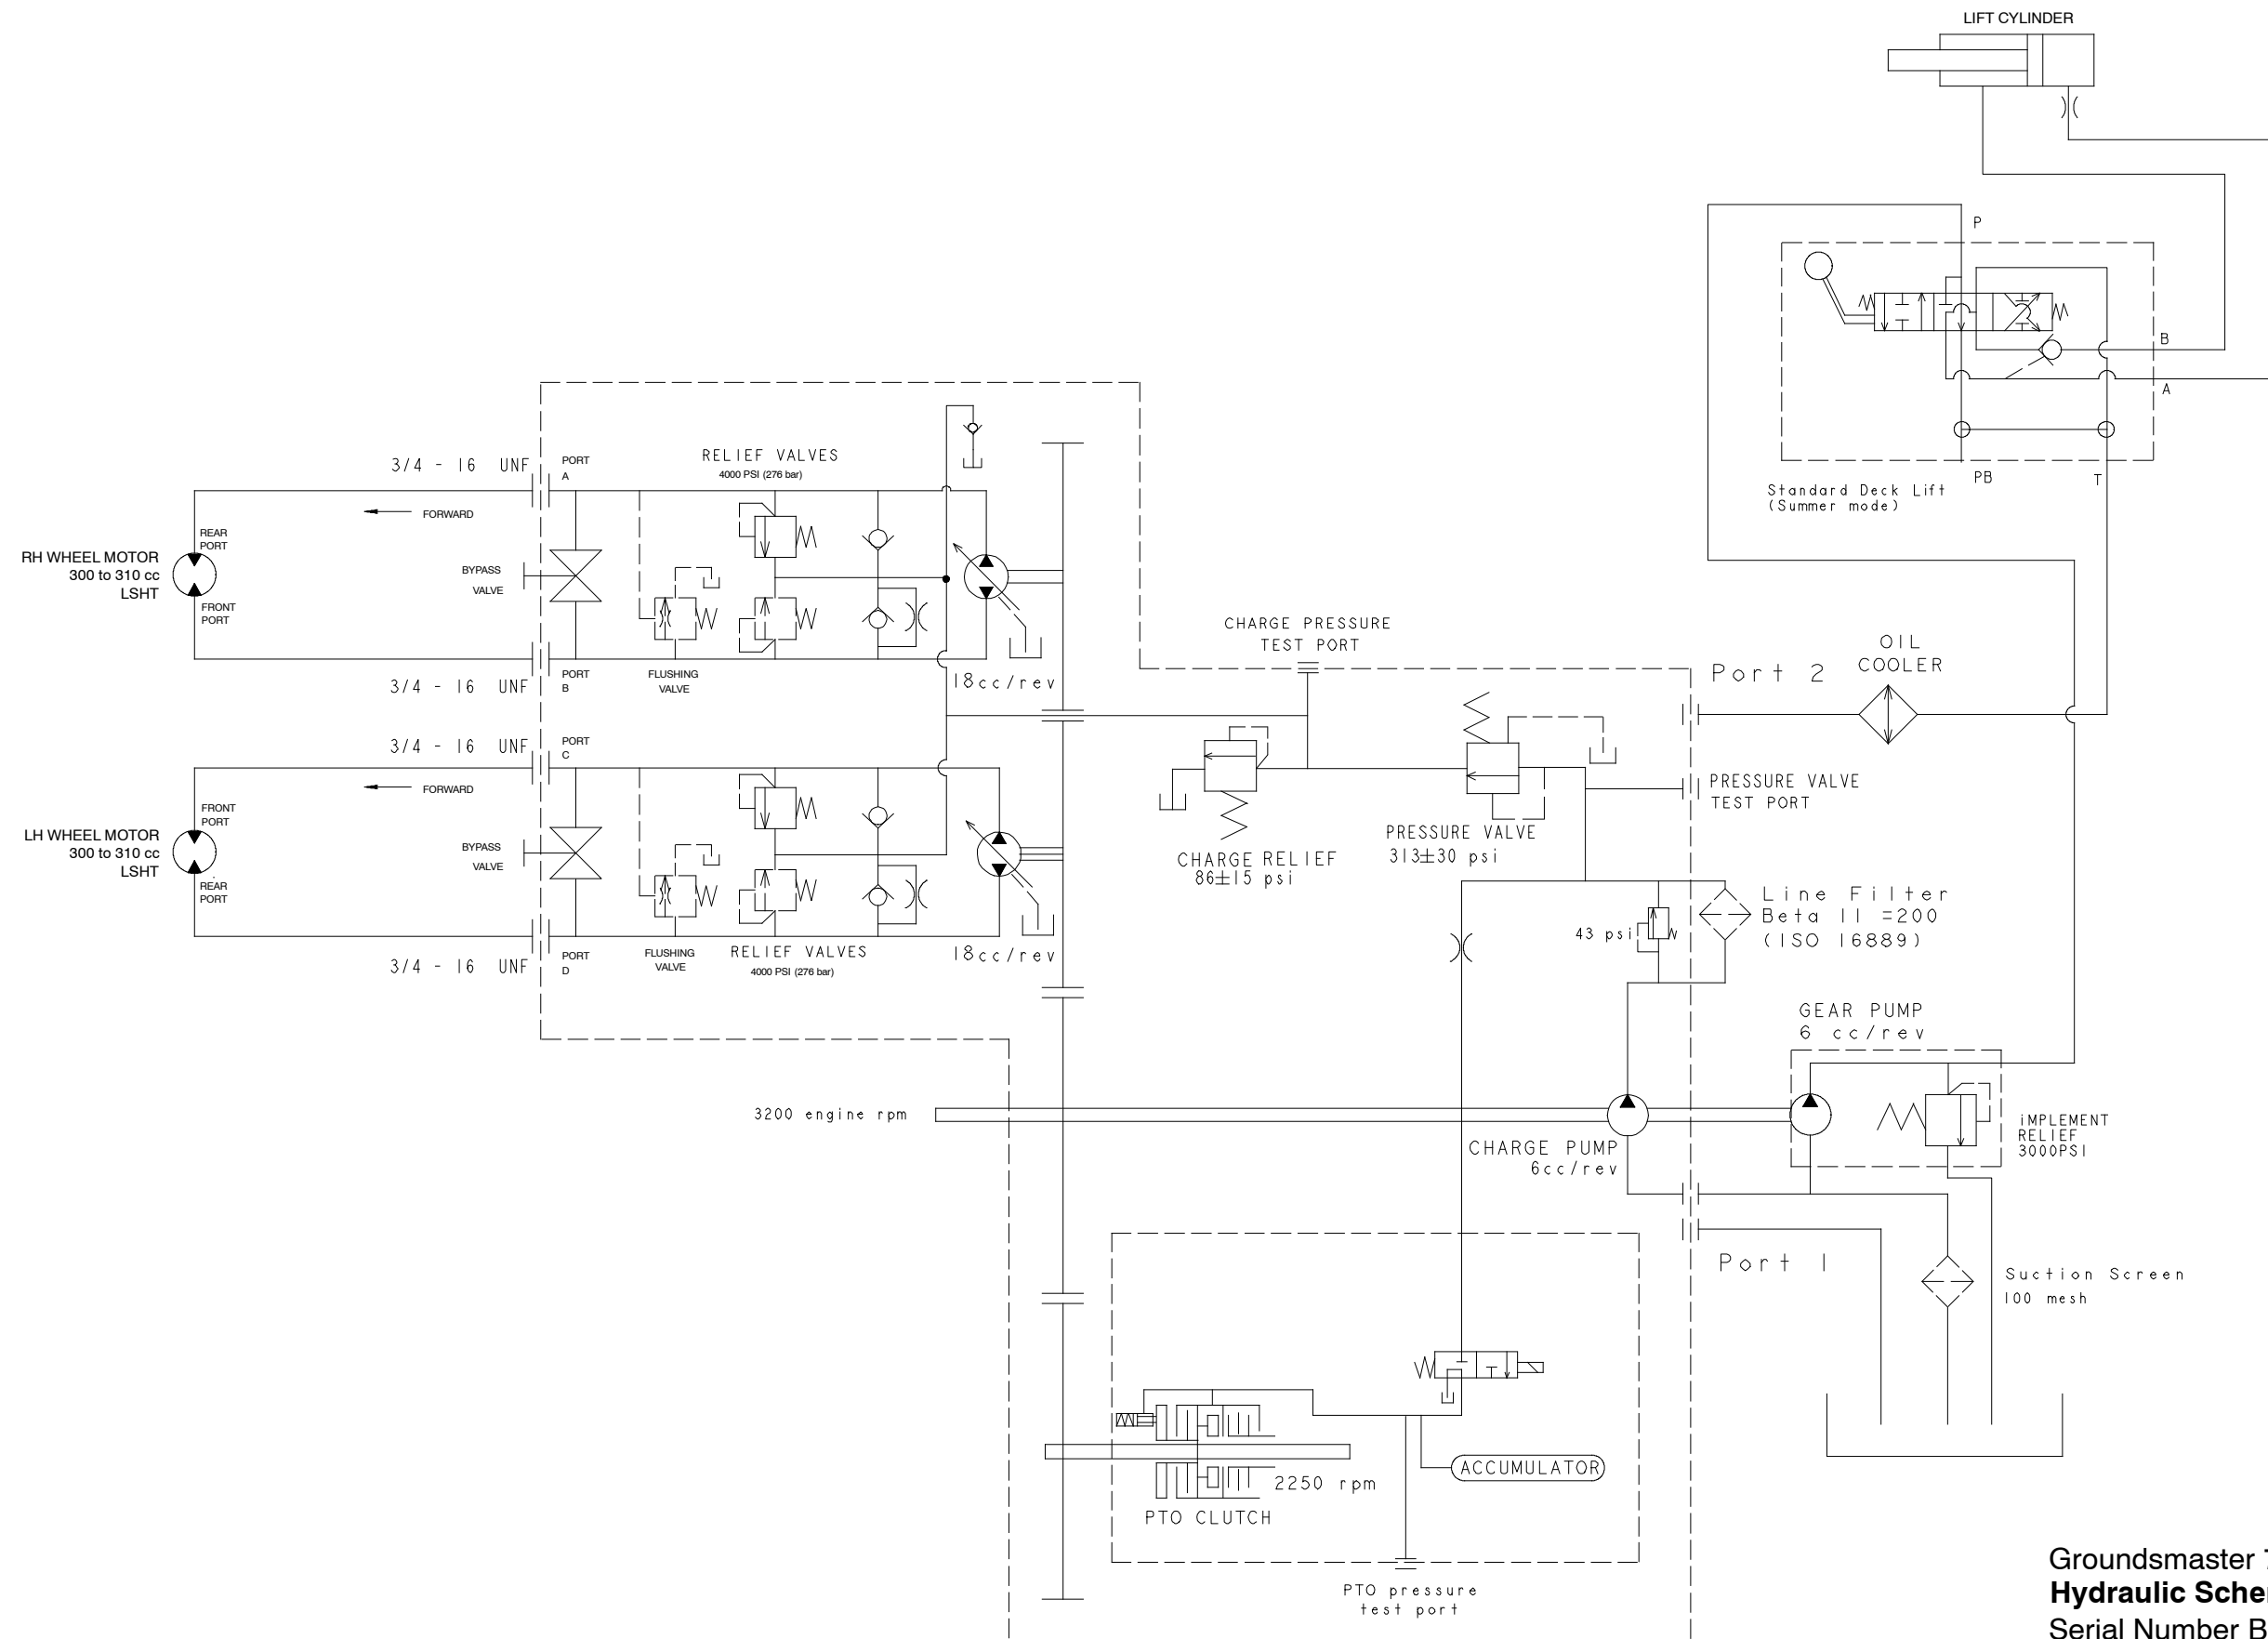 LIFT CYLINDER
P
B
A
PB
T
Standard Deck Lift
(Summer mode)
3/4 - 16 UNF
PORT
A
RELIEF VALVES
4000 PSI (276 bar)
FORWARD
REAR
PORT
RH WHEEL MOTOR
300 to 310 cc
LSHT
BYPASS
VALVE
FRONT
PORT
3/4 - 16 UNF
PORT
B
FLUSHING
VALVE
18cc/rev
CHARGE PRESSURE
TEST PORT
Port 2
OIL
COOLER
3/4 - 16 UNF
PORT
C
FORWARD
FRONT
PORT
LH WHEEL MOTOR
300 to 310 cc
LSHT
BYPASS
VALVE
REAR
PORT
3/4 - 16 UNF
PORT
D
FLUSHING
VALVE
RELIEF VALVES
4000 PSI (276 bar)
18cc/rev
CHARGE RELIEF
86±15 psi
PRESSURE VALVE
313±30 psi
PRESSURE VALVE
TEST PORT
43 psi
Line Filter
Beta 11 =200
(ISO 16889)
GEAR PUMP
6 cc/rev
3200 engine rpm
CHARGE PUMP
6cc/rev
iMPLEMENT
RELIEF
3000PSI
Port 1
Suction Screen
100 mesh
ACCUMULATOR
2250 rpm
PTO CLUTCH
PTO pressure
test port
Groundsmaster
Hydraulic
Serial Number